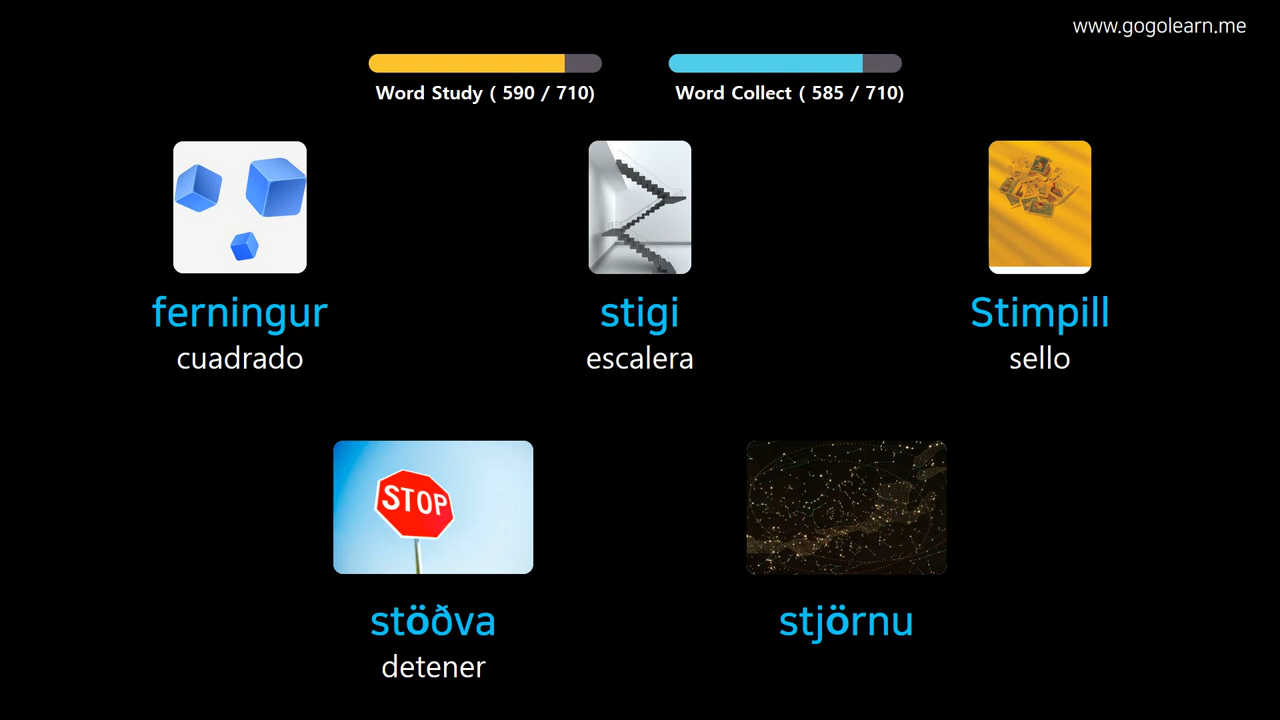 www.gogolearn.me
Word Study ( 590 / 710)
Word Collect ( 585 / 710)
ferningur
cuadrado
stigi
escalera
Stimpill
sello
STOP
stöðva
detener
stjörnu